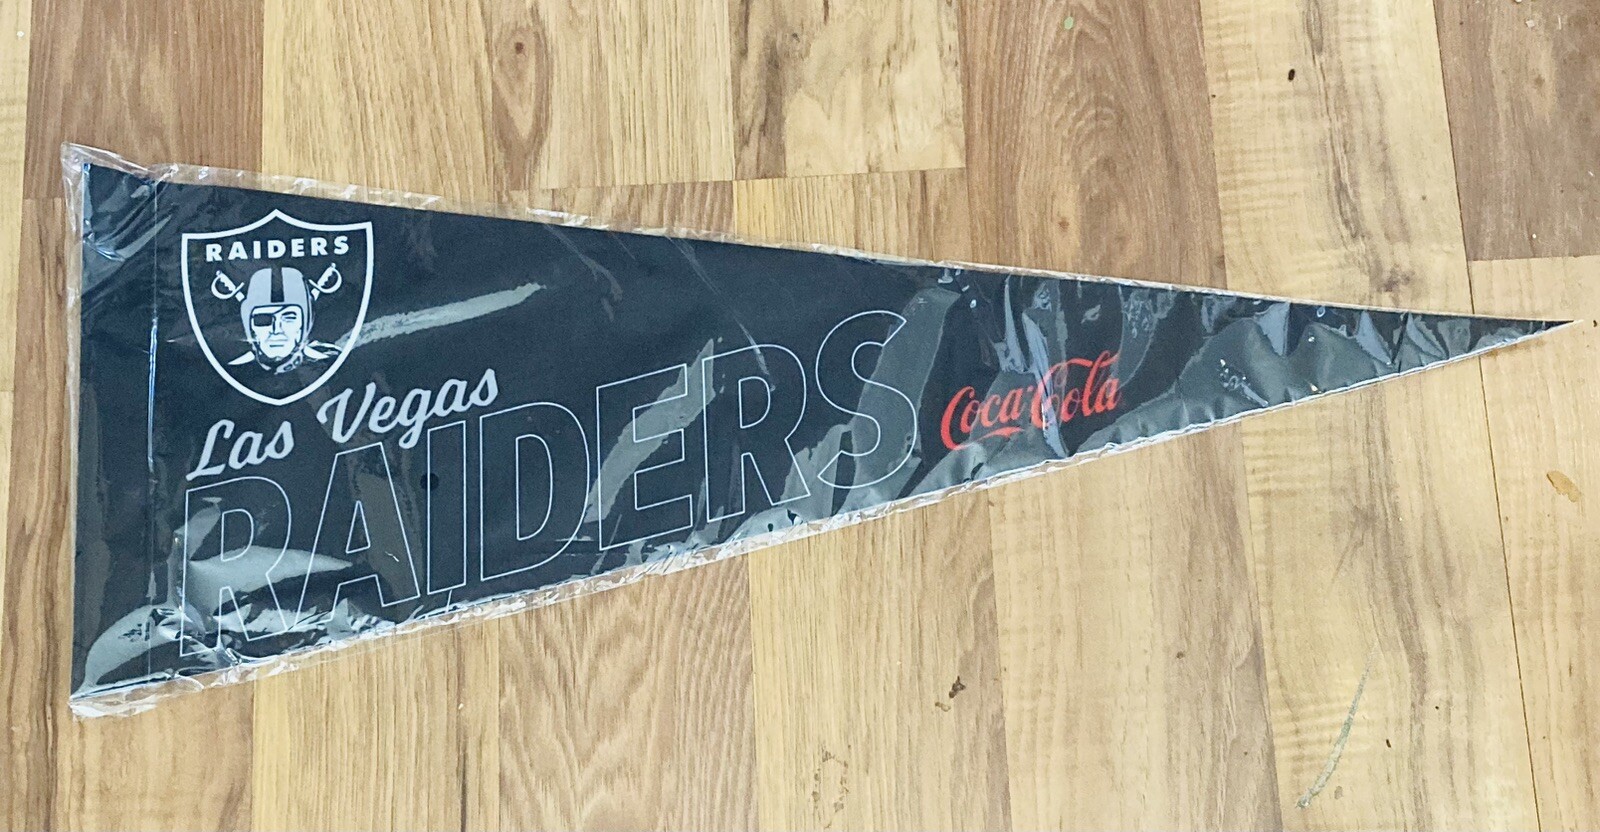 RAIDERS
Las Vegas
RAIDERS
Coca-Cola